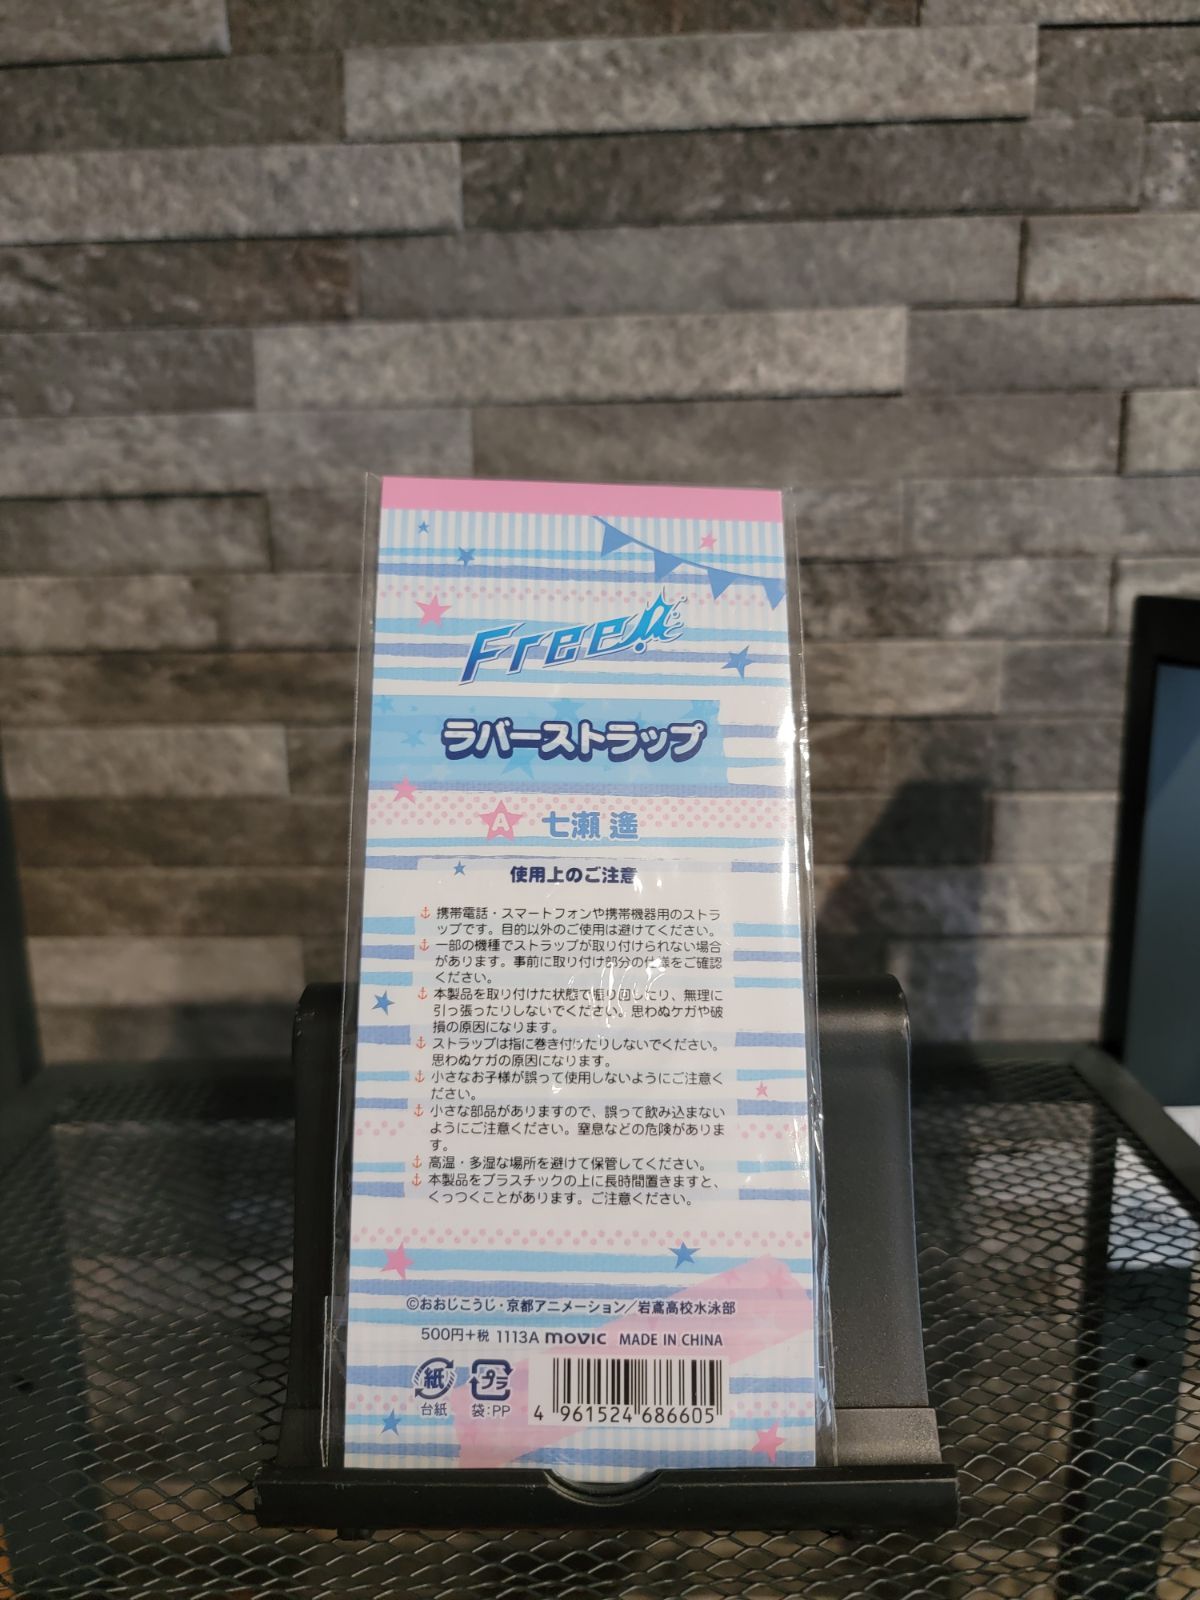 Free!
ラバーストラップ
A 七瀬 遙
使用上のご注意
携帯電話・スマートフォンや携帯機器用のストラ
ップです。目的以外のご使用は避けてください。
一部の機種でストラップが取り付けられない場合
があります。事前に取り付け部分の仕様をご確認
ください。
本製品を取り付けた状態で振り回したり、無理に
引っ張ったりしないでください。思わぬケガや破
損の原因になります。
ストラップは指に巻き付けたりしないでください。
思わぬケガの原因になります。
小さなお子様が誤って使用しないようにご注意く
ださい。
小さな部品がありますので、誤って飲み込まない
ようにご注意ください。窒息などの危険がありま
す。
高温・多湿な場所を避けて保管してください。
本製品をプラスチックの上に長時間置きますと、
くっつくことがあります。ご注意ください。
©おおじこうじ・京都アニメーション/岩鳶高校水泳部
500円+税 1113A movic MADE IN CHINA
紙 プラ
台紙 袋:PP
4 961524 686605